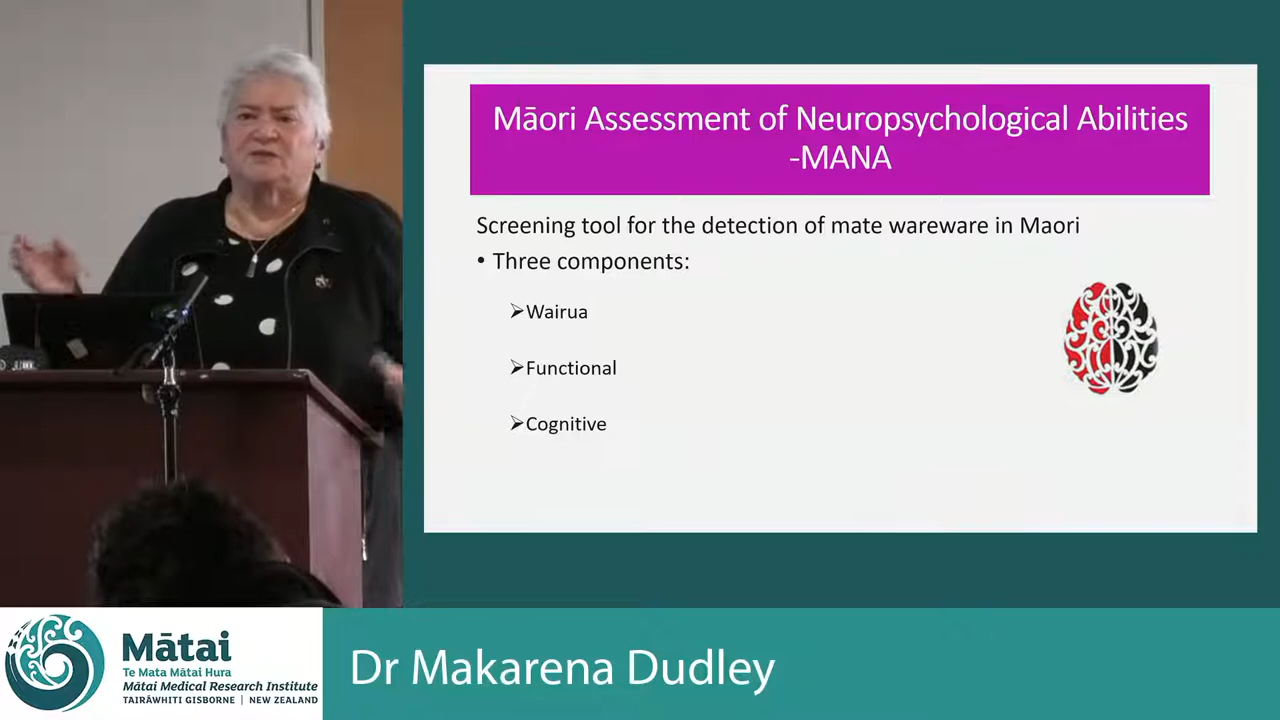 Māori Assessment of Neuropsychological Abilities
-MANA
Screening tool for the detection of mate wareware in Maori
• Three components:
➢Wairua
➢Functional
➢Cognitive
Mātai
Te Mata Mātai Hura
Mātai Medical Research Institute
TAIRĀWHITI GISBORNE | NEW ZEALAND
Dr Makarena Dudley